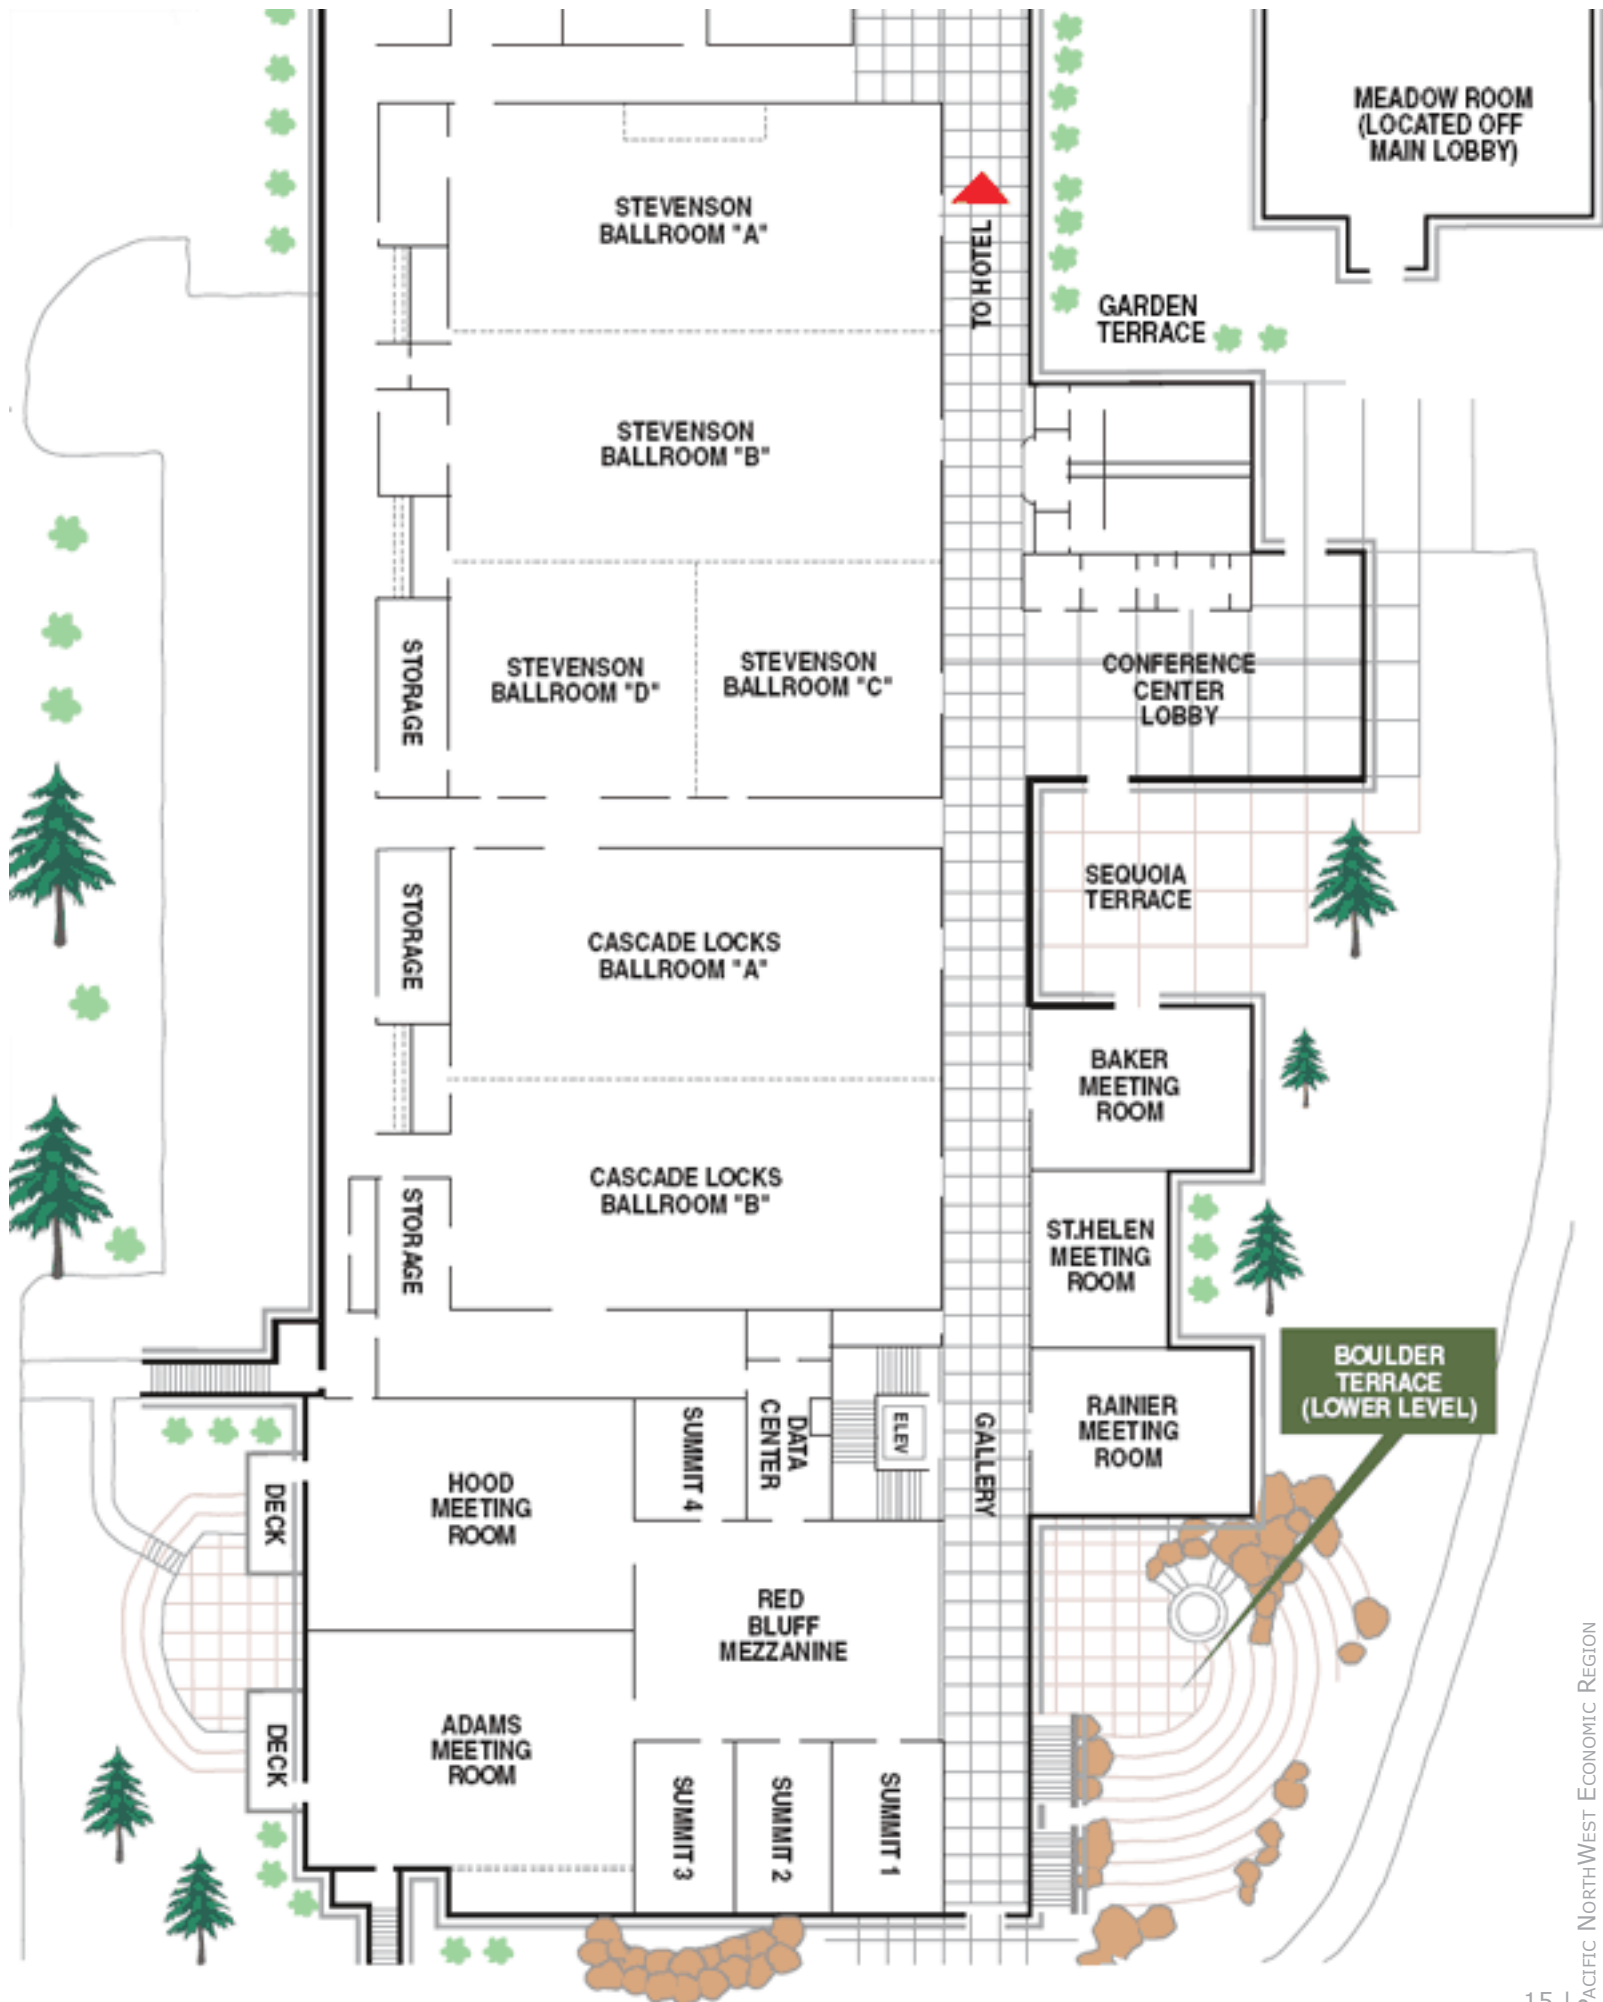 MEADOW ROOM
(LOCATED OFF
MAIN LOBBY)
STEVENSON
BALLROOM "A"
TO HOTEL
GARDEN
TERRACE
STEVENSON
BALLROOM "B"
STORAGE
STEVENSON
BALLROOM "D"
STEVENSON
BALLROOM "C"
CONFERENCE
CENTER
LOBBY
STORAGE
CASCADE LOCKS
BALLROOM "A"
SEQUOIA
TERRACE
BAKER
MEETING
ROOM
STORAGE
CASCADE LOCKS
BALLROOM "B"
ST.HELEN
MEETING
ROOM
BOULDER
TERRACE
(LOWER LEVEL)
DECK
HOOD
MEETING
ROOM
SUMMIT 4
DATA
CENTER
ELEV
GALLERY
RAINIER
MEETING
ROOM
RED
BLUFF
MEZZANINE
DECK
ADAMS
MEETING
ROOM
SUMMIT 3
SUMMIT 2
SUMMIT 1
PACIFIC NORTHWEST ECONOMIC REGION
15 |